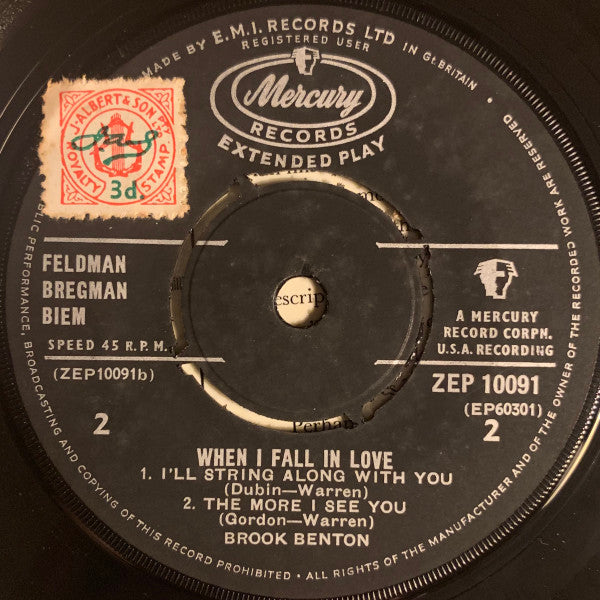 MADE BY E.M.I. RECORDS LTD IN GT.BRITAIN
REGISTERED USER
Mercury
RECORDS
EXTENDED PLAY
J. ALBERT & SON PTY LTD
ROYALTY STAMP
3d.
FELDMAN
BREGMAN
BIEM
SPEED 45 R.P.M.
(ZEP10091b)
2
escrip
Perha
A MERCURY
RECORD CORPN.
U.S.A. RECORDING
ZEP 10091
(EP60301)
2
WHEN I FALL IN LOVE
1. I'LL STRING ALONG WITH YOU
(Dubin—Warren)
2. THE MORE I SEE YOU
(Gordon—Warren)
BROOK BENTON
ALL RIGHTS OF THE MANUFACTURER AND OF THE OWNER OF THE RECORDED WORK ARE RESERVED
PUBLIC PERFORMANCE, BROADCASTING AND COPYING OF THIS RECORD PROHIBITED